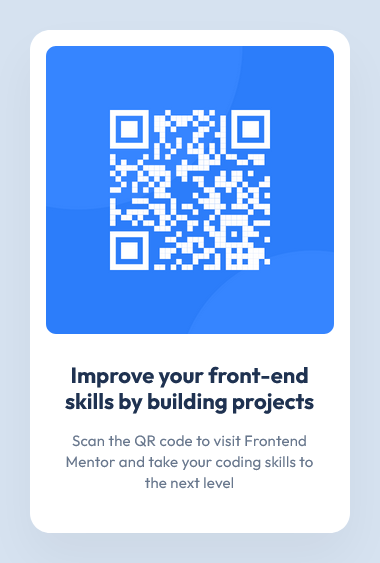 Improve your front-end
skills by building projects
Scan the QR code to visit Frontend
Mentor and take your coding skills to
the next level